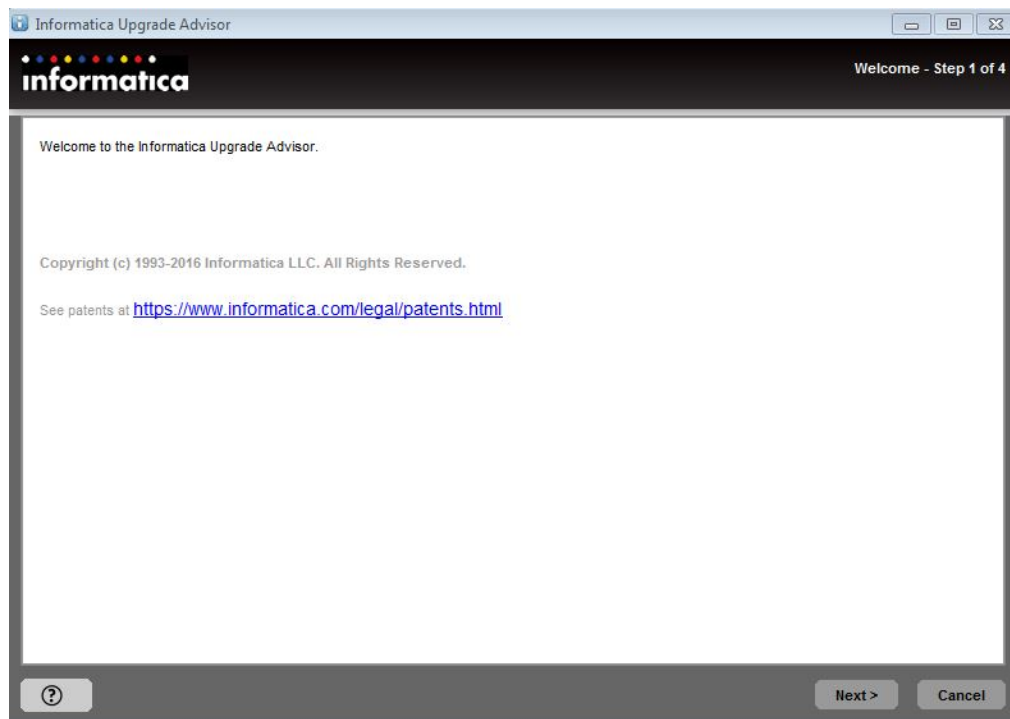 Informatica Upgrade Advisor
informatica
Welcome - Step 1 of 4
Welcome to the Informatica Upgrade Advisor.
Copyright (c) 1993-2016 Informatica LLC. All Rights Reserved.
See patents at https://www.informatica.com/legal/patents.html
?
Next >
Cancel